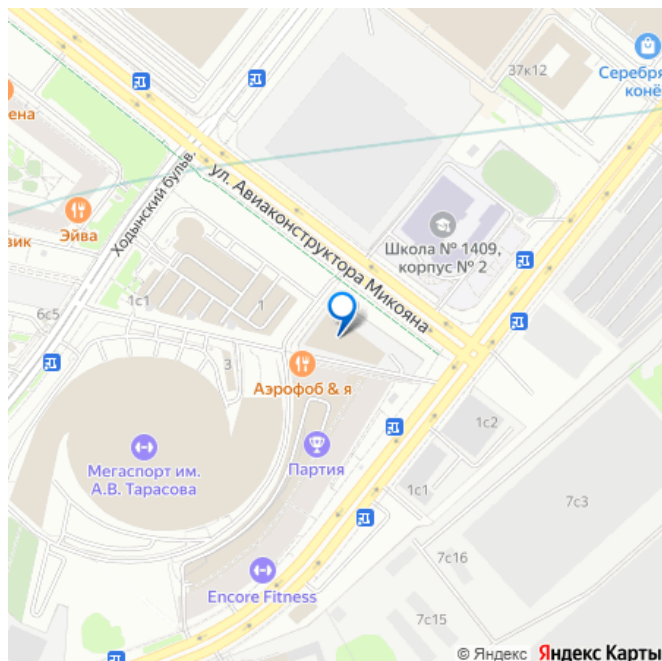 37к12
Серебря
конё
ена
Ходынский бульв.
ул. Авиаконструктора Микояна
Эйва
вик
Школа № 1409,
корпус № 2
1с1
1
6с5
3
Аэрофоб & я
Мегаспорт им.
А.В. Тарасова
Партия
1с2
1с1
7с3
7с16
Encore Fitness
7с15
© Яндекс Яндекс Карты